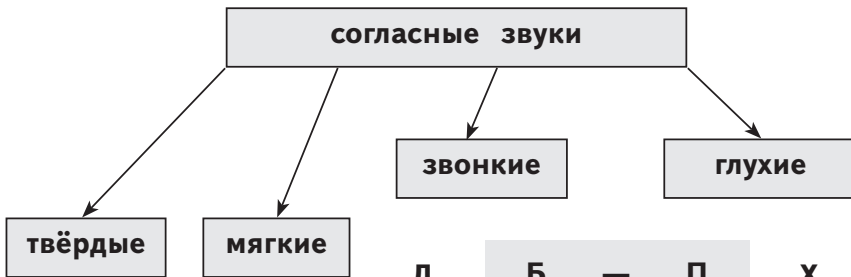 согласные звуки
звонкие глухие
твёрдые мягкие
Л Б — П Х